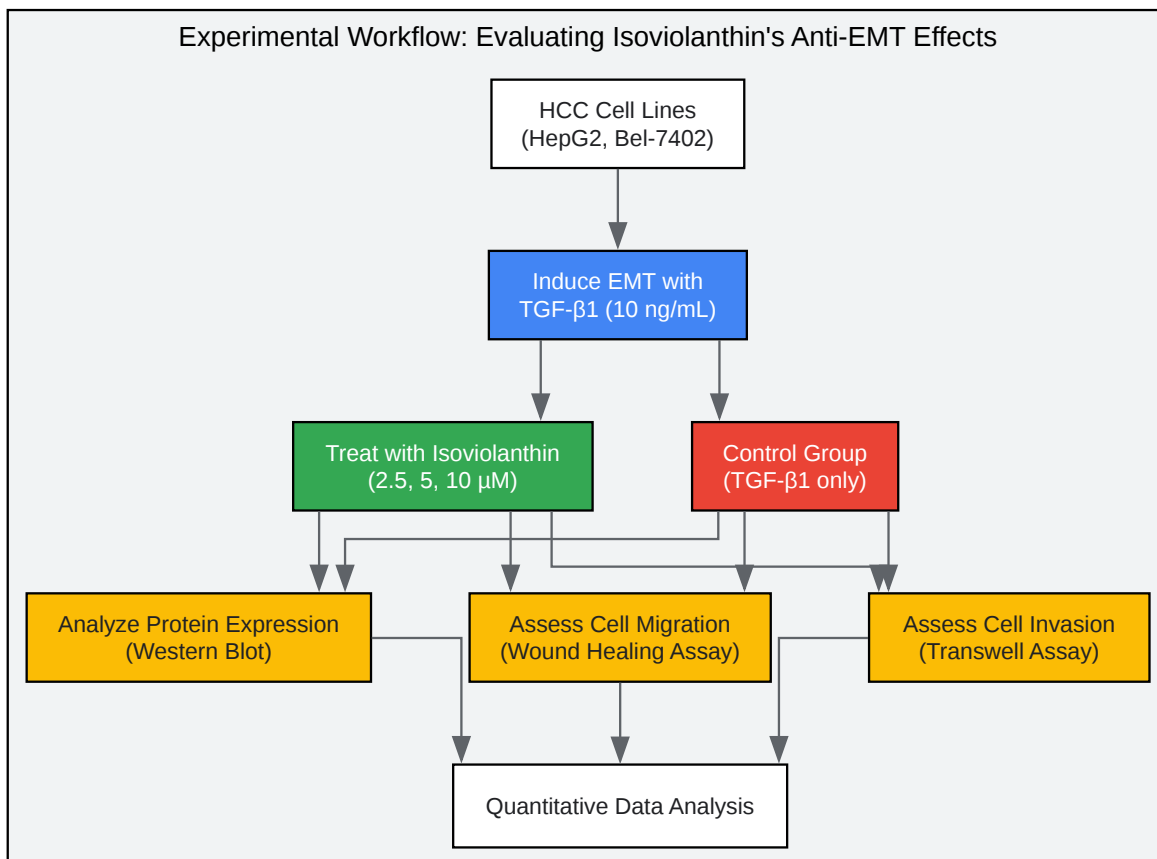 Experimental Workflow: Evaluating Isoviolanthin's Anti-EMT Effects
HCC Cell Lines
(HepG2, Bel-7402)
Induce EMT with
TGF-β1 (10 ng/mL)
Treat with Isoviolanthin
(2.5, 5, 10 µM)
Control Group
(TGF-β1 only)
Analyze Protein Expression
(Western Blot)
Assess Cell Migration
(Wound Healing Assay)
Assess Cell Invasion
(Transwell Assay)
Quantitative Data Analysis